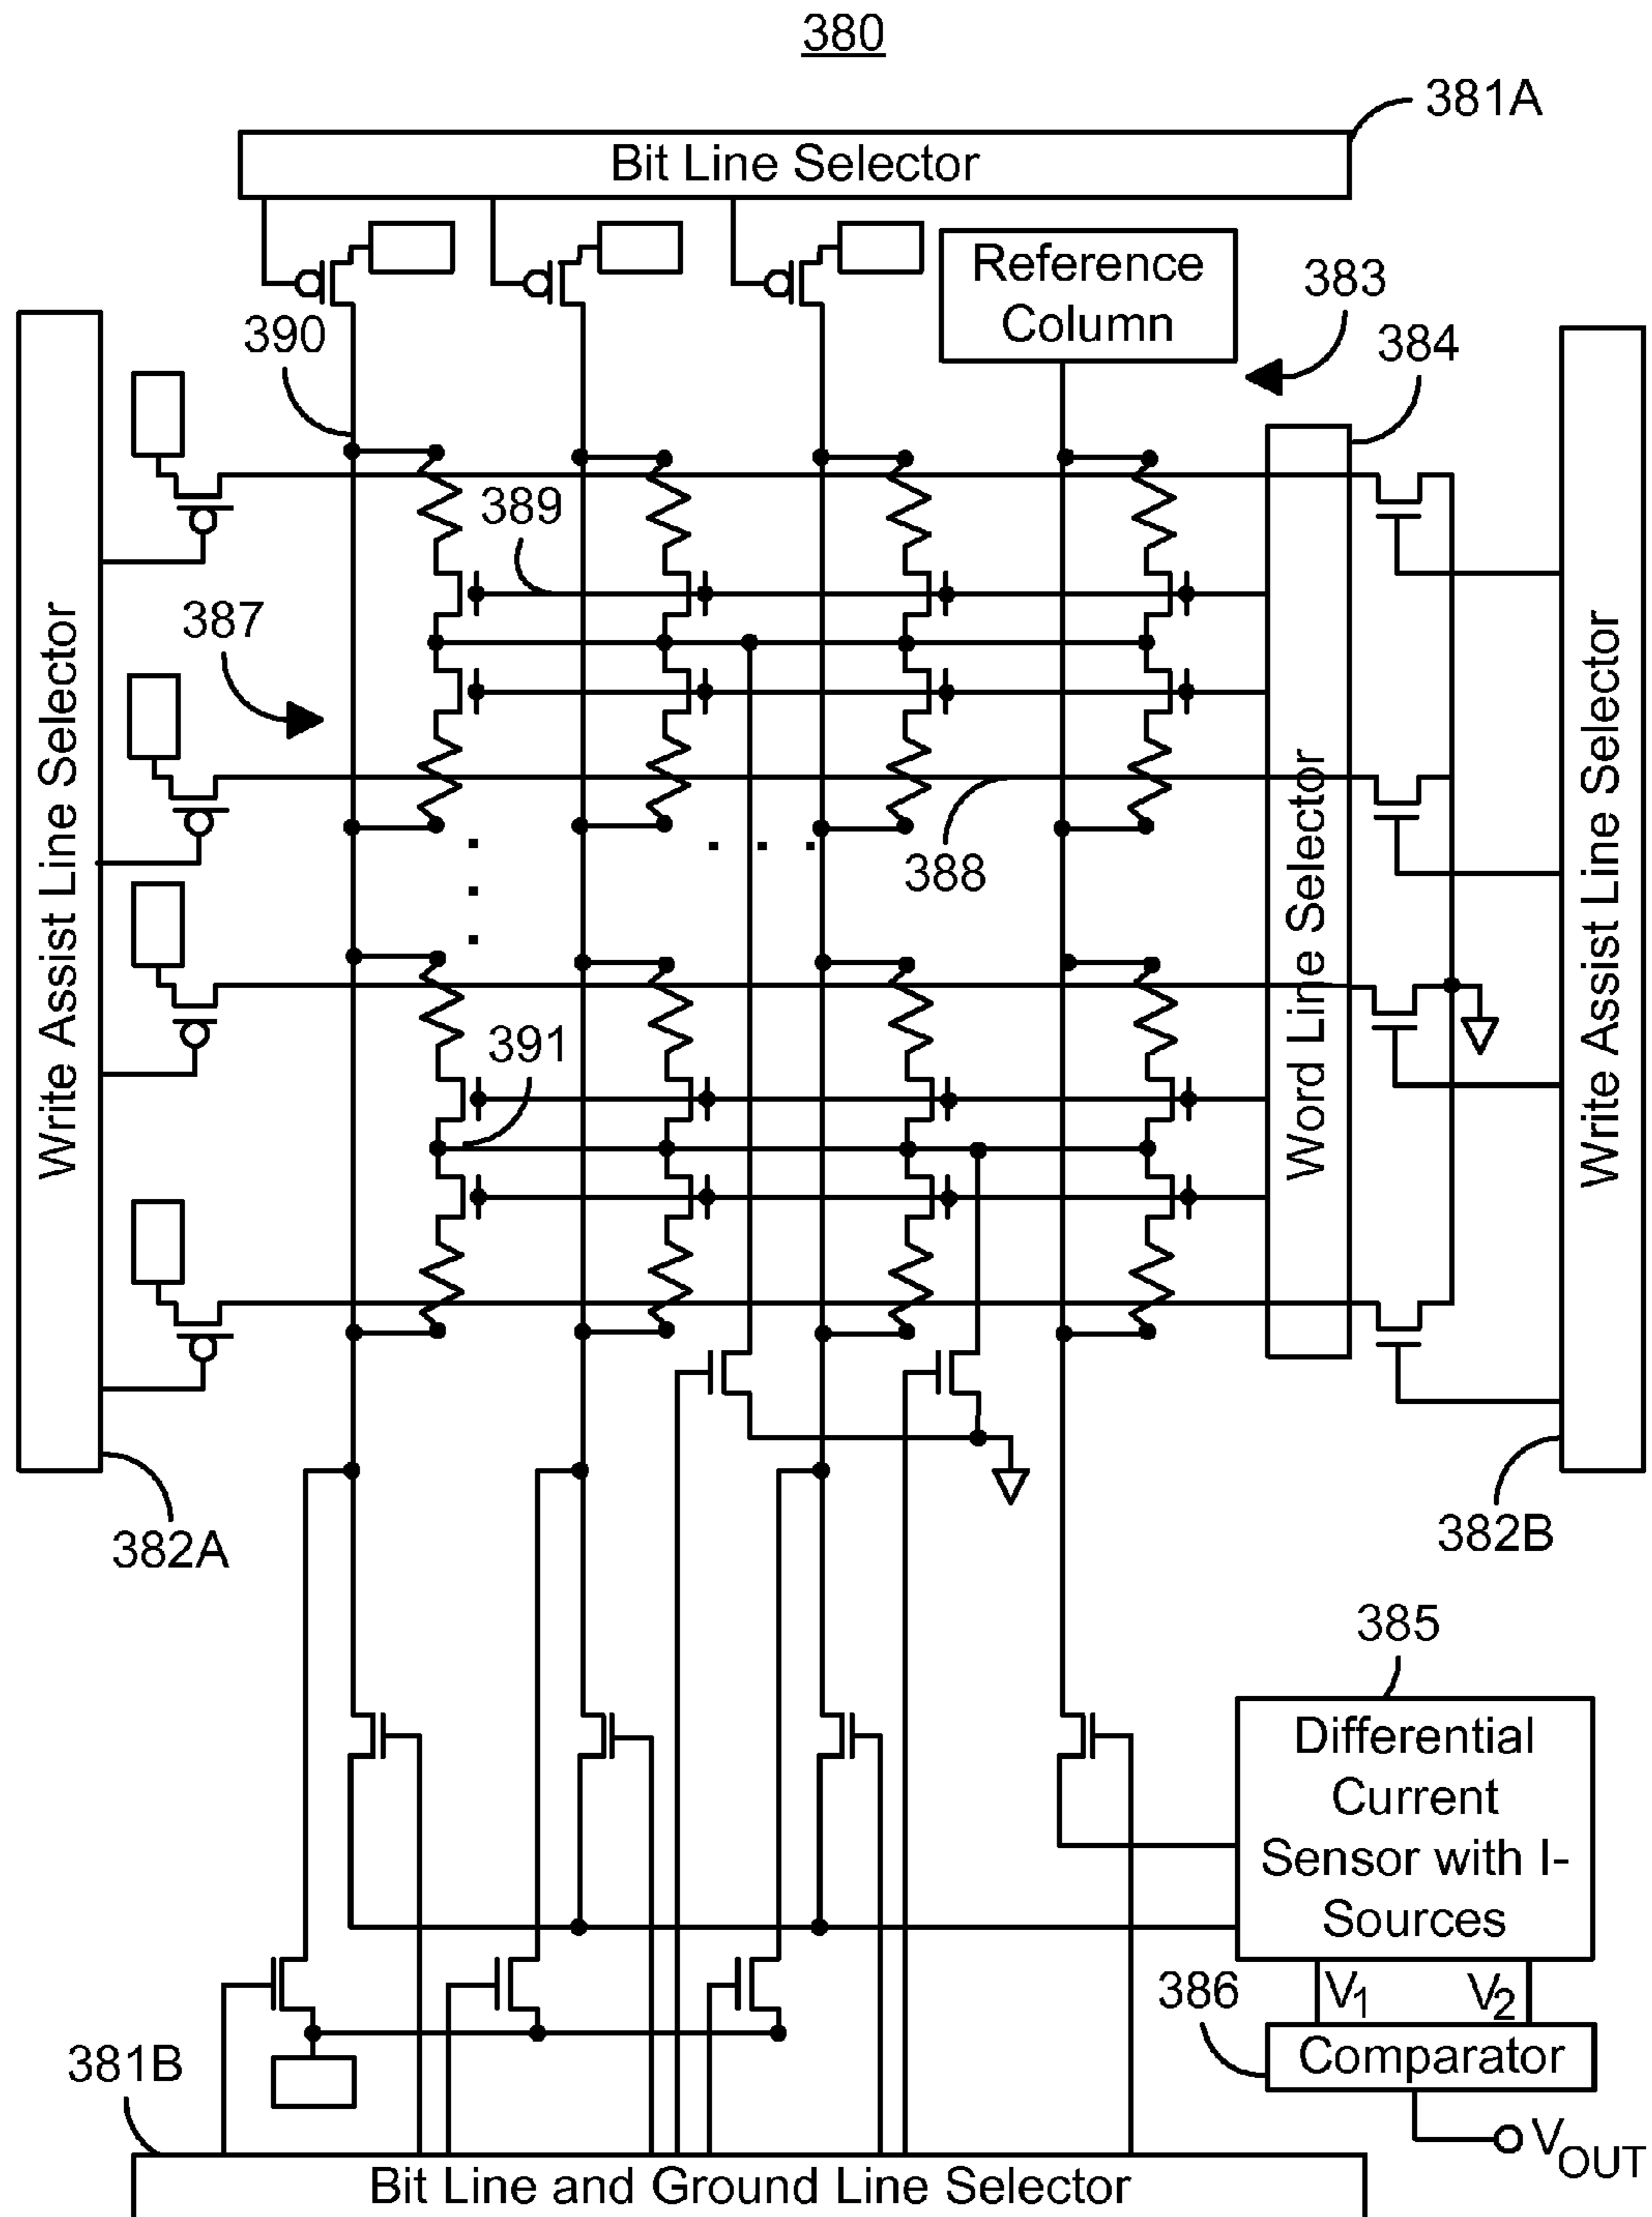 380
381A
Bit Line Selector
Reference
Column
383
384
390
389
387
Write Assist Line Selector
388
Word Line Selector
Write Assist Line Selector
391
382A
382B
385
Differential
Current
Sensor with I-
Sources
386
V1
V2
Comparator
381B
VOUT
Bit Line and Ground Line Selector